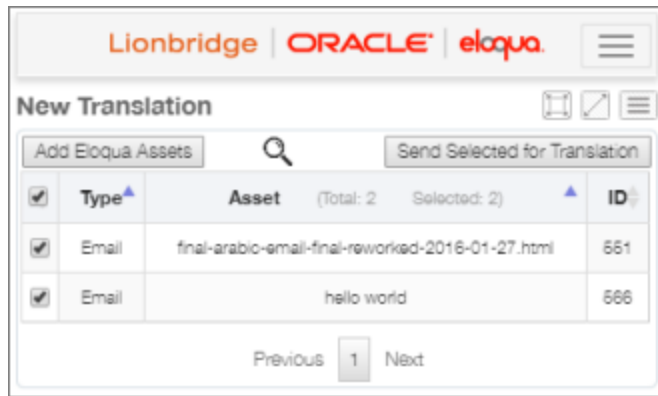 Lionbridge | ORACLE | eloqua.
New Translation
Add Eloqua Assets Send Selected for Translation
Type Asset (Total: 2 Selected: 2) ID
Email final-arabic-email-final-reworked-2016-01-27.html 551
Email hello world 566
Previous 1 Next